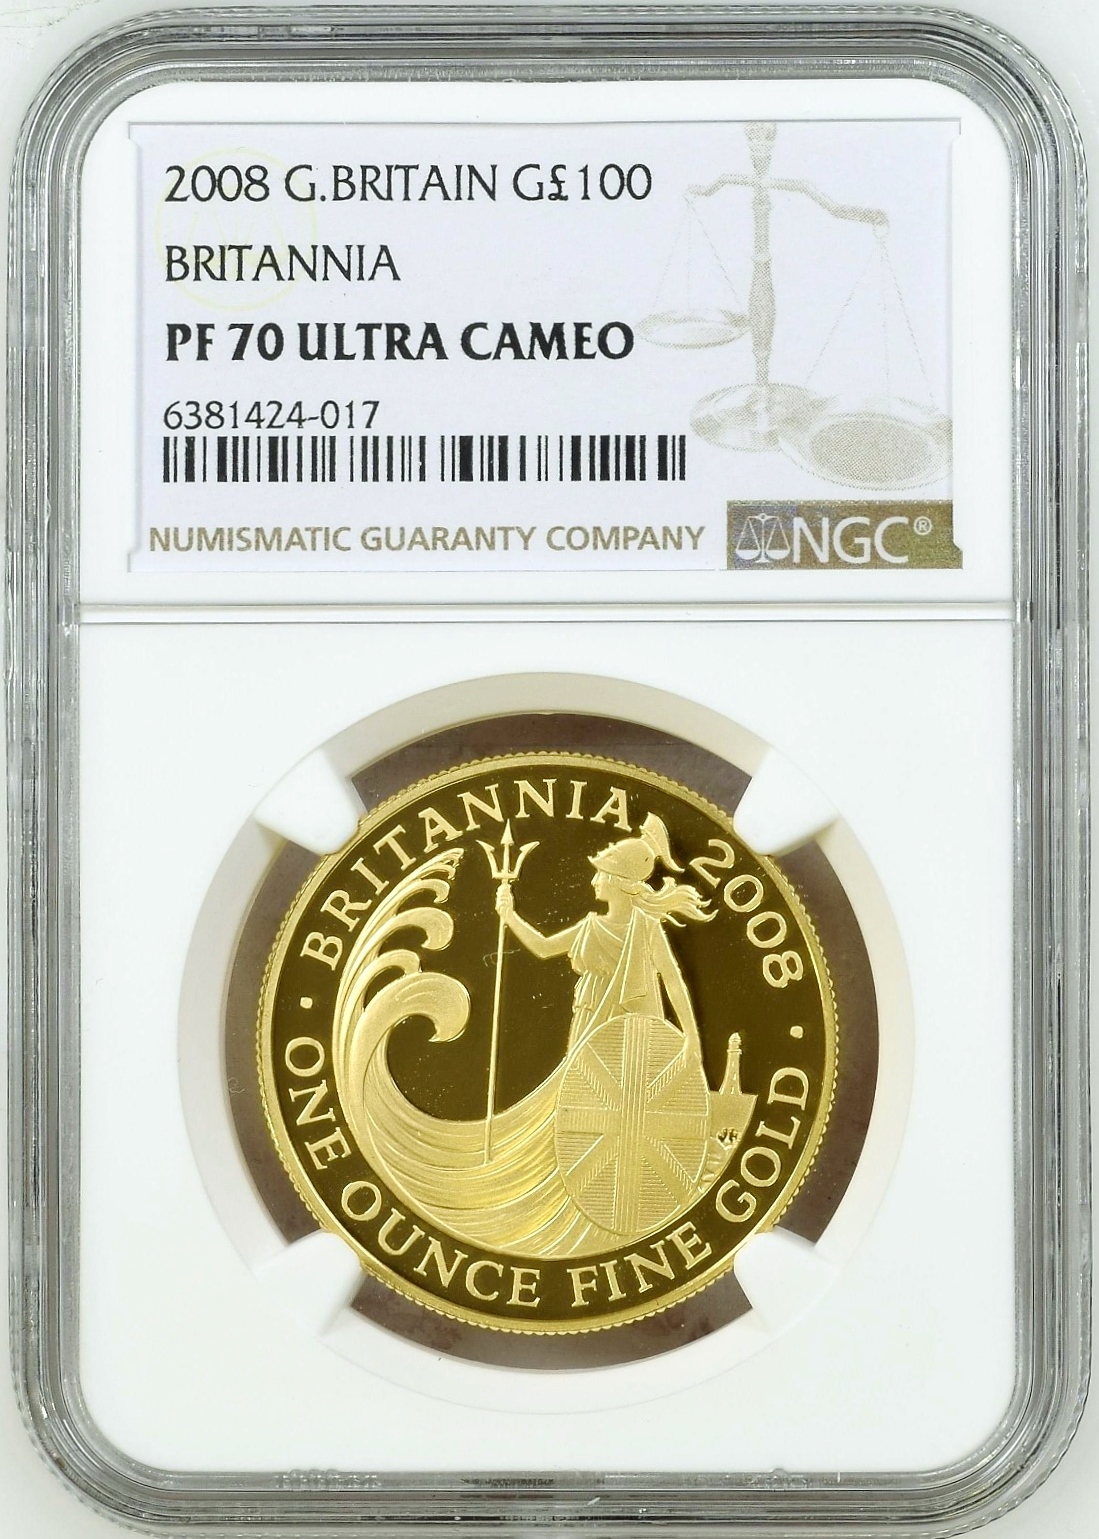 2008 G.BRITAIN G£100
BRITANNIA
PF 70 ULTRA CAMEO
6381424-017
NUMISMATIC GUARANTY COMPANY
NGC®
· BRITANNIA 2008 ·
ONE OUNCE FINE GOLD
JH